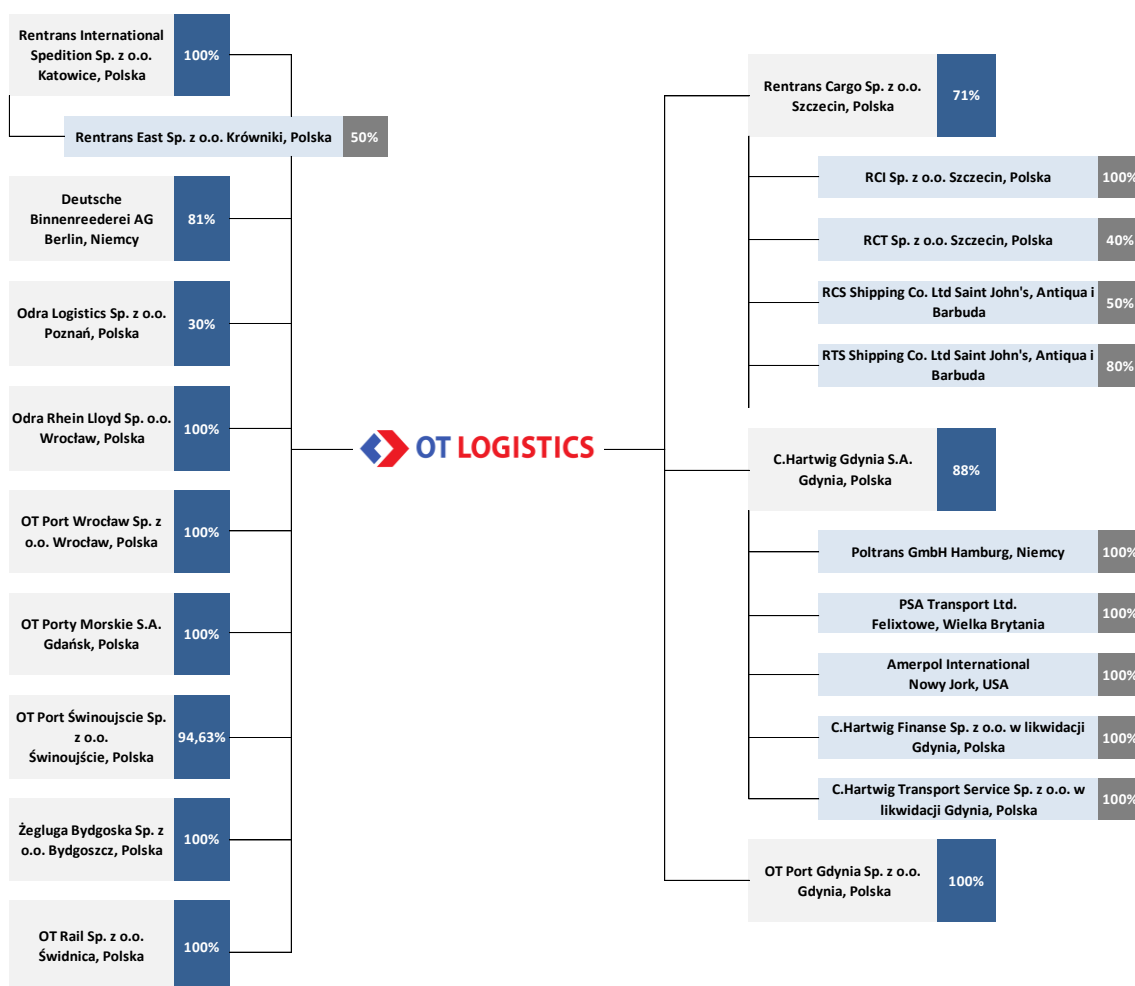 Rentrans International
Spedition Sp. z o.o.
Katowice, Polska
100%
Rentrans East Sp. z o.o. Krówniki, Polska
50%
Deutsche
Binnenreederei AG
Berlin, Niemcy
81%
Odra Logistics Sp. z o.o.
Poznań, Polska
30%
Odra Rhein Lloyd Sp. o.o.
Wrocław, Polska
100%
OT Port Wrocław Sp. z
o.o. Wrocław, Polska
100%
OT Porty Morskie S.A.
Gdańsk, Polska
100%
OT Port Świnoujscie Sp.
z o.o.
Świnoujście, Polska
94,63%
Żegluga Bydgoska Sp. z
o.o. Bydgoszcz, Polska
100%
OT Rail Sp. z o.o.
Świdnica, Polska
100%
OT LOGISTICS
Rentrans Cargo Sp. z o.o.
Szczecin, Polska
71%
RCI Sp. z o.o. Szczecin, Polska
100%
RCT Sp. z o.o. Szczecin, Polska
40%
RCS Shipping Co. Ltd Saint John's, Antiqua i
Barbuda
50%
RTS Shipping Co. Ltd Saint John's, Antiqua i
Barbuda
80%
C.Hartwig Gdynia S.A.
Gdynia, Polska
88%
Poltrans GmbH Hamburg, Niemcy
100%
PSA Transport Ltd.
Felixtowe, Wielka Brytania
100%
Amerpol International
Nowy Jork, USA
100%
C.Hartwig Finanse Sp. z o.o. w likwidacji
Gdynia, Polska
100%
C.Hartwig Transport Service Sp. z o.o. w
likwidacji Gdynia, Polska
100%
OT Port Gdynia Sp. z o.o.
Gdynia, Polska
100%